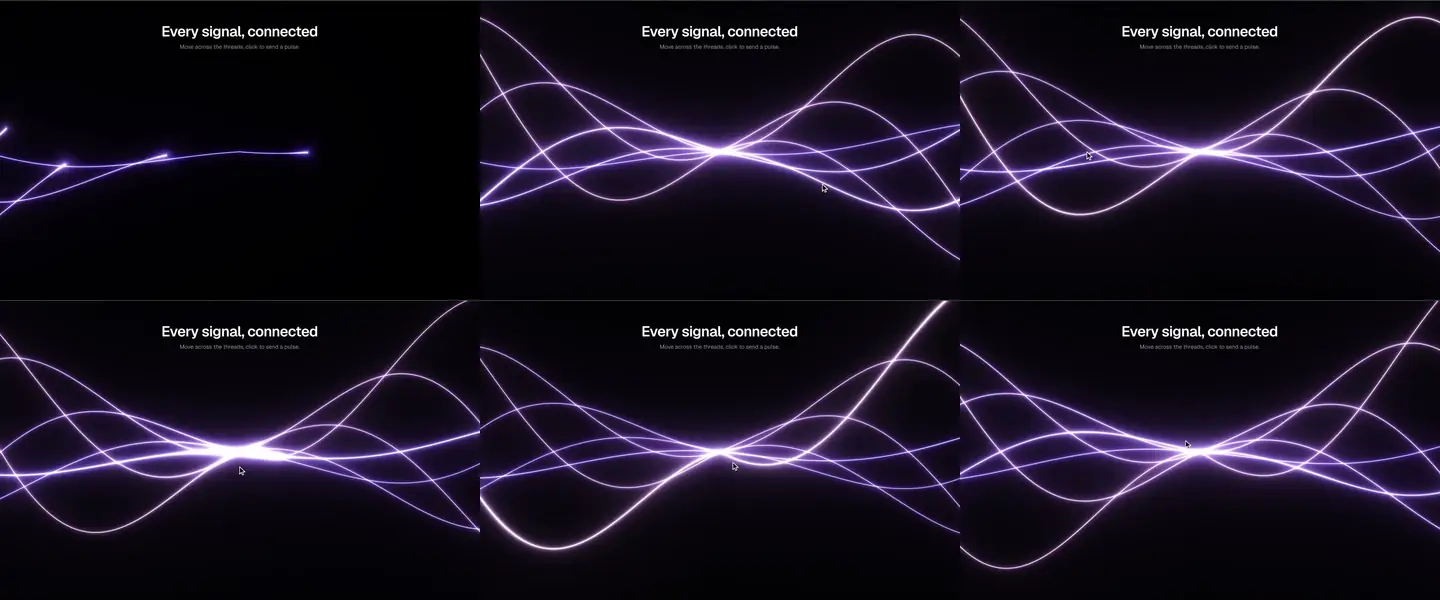 Every signal, connected
Move across the threads, click to send a pulse.
Every signal, connected
Move across the threads, click to send a pulse.
Every signal, connected
Move across the threads, click to send a pulse.
Every signal, connected
Move across the threads, click to send a pulse.
Every signal, connected
Move across the threads, click to send a pulse.
Every signal, connected
Move across the threads, click to send a pulse.